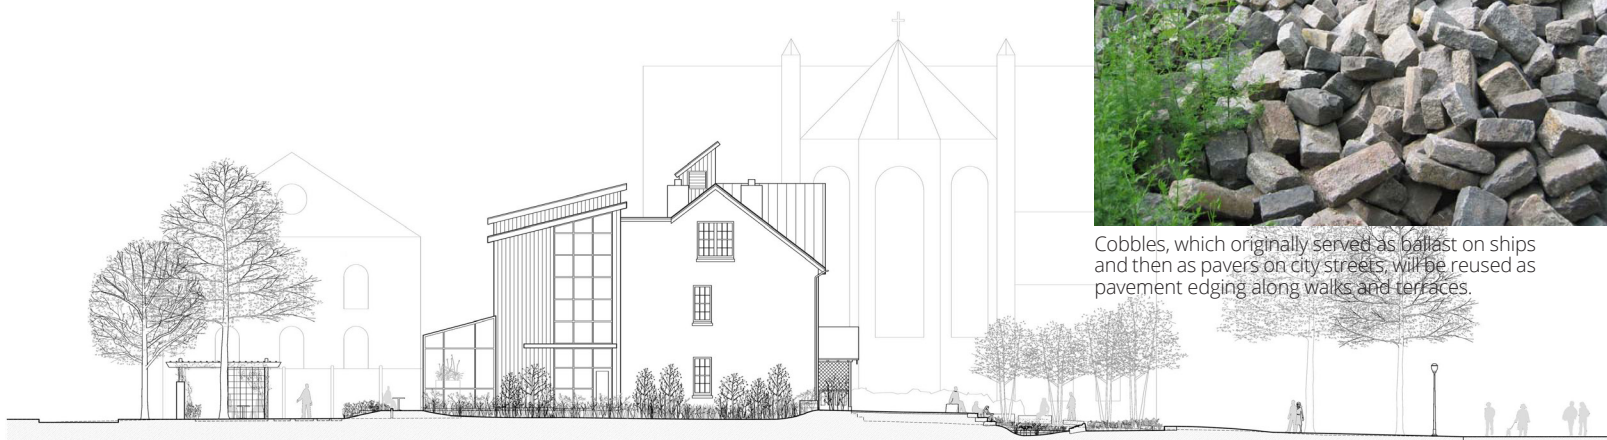 Cobbles, which originally served as ballast on ships
and then as pavers on city streets, will be reused as
pavement edging along walks and terraces.